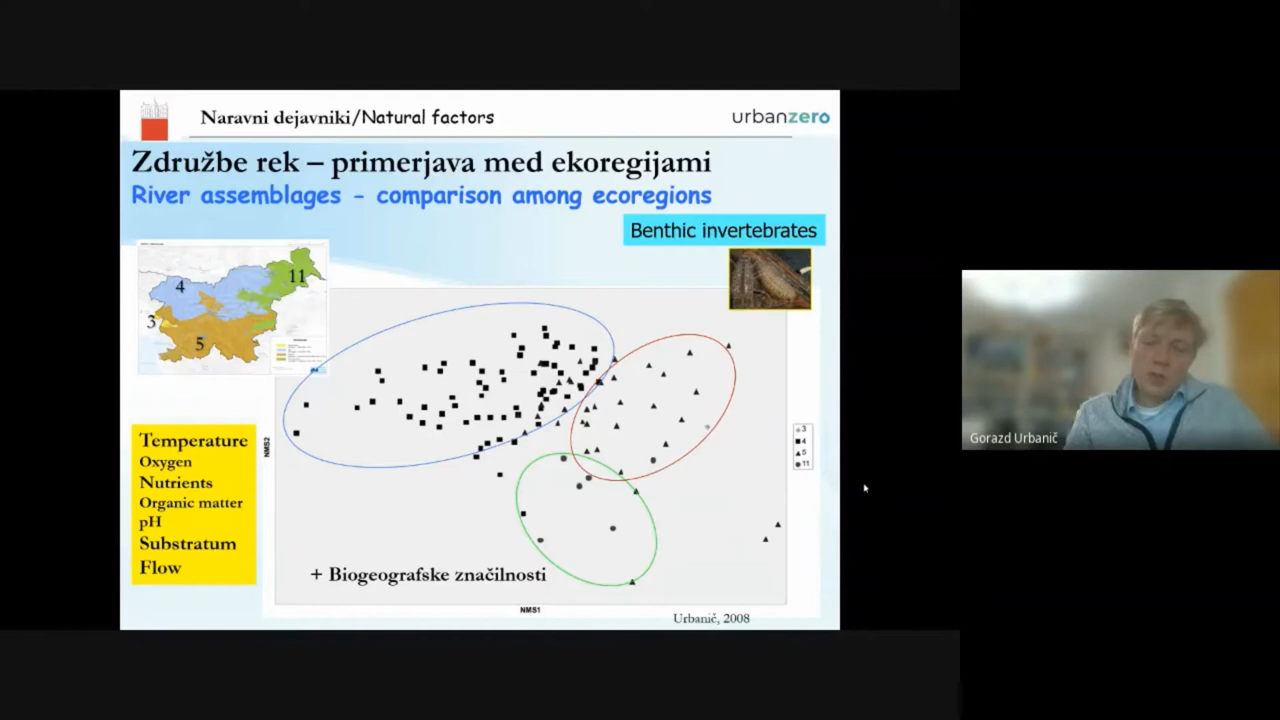 Naravni dejavniki/Natural factors
urbanzero
Združbe rek – primerjava med ekoregijami
River assemblages - comparison among ecoregions
Benthic invertebrates
4
11
3
5
NMS2
3
4
5
11
Temperature
Oxygen
Nutrients
Organic matter
pH
Substratum
Flow
+ Biogeografske značilnosti
NMS1
Urbanič, 2008
Gorazd Urbanič